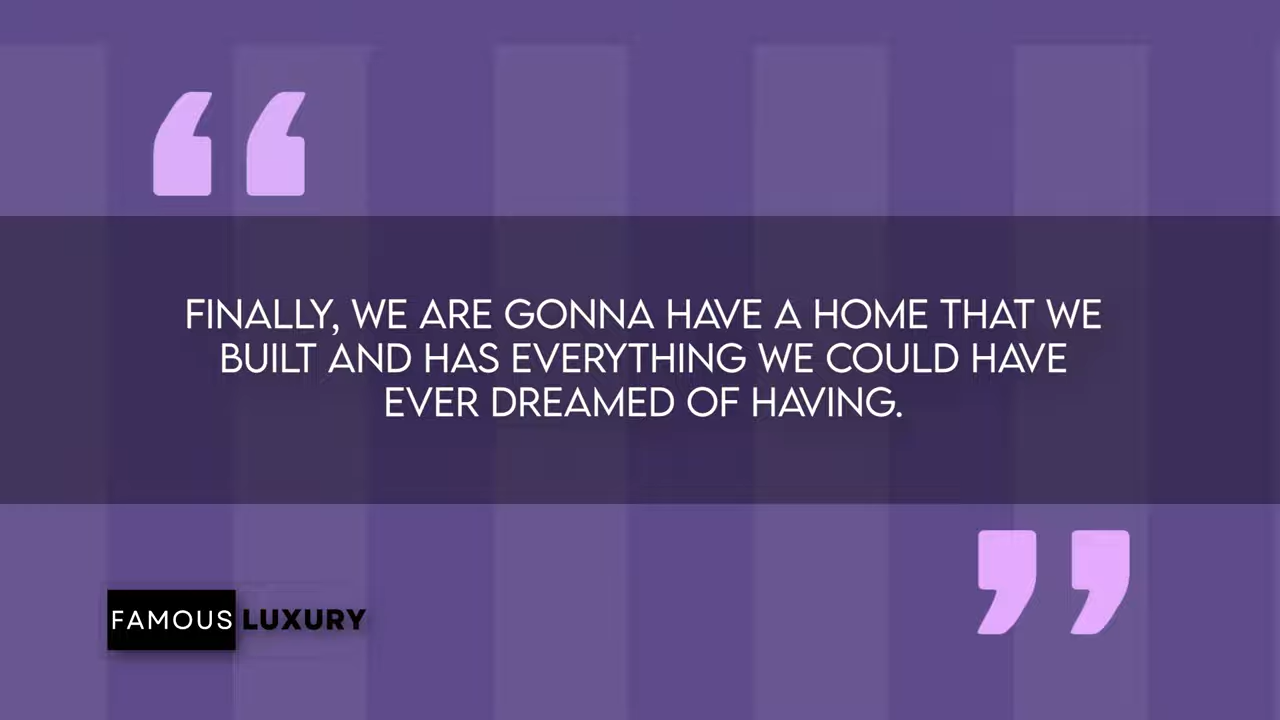 FINALLY, WE ARE GONNA HAVE A HOME THAT WE
BUILT AND HAS EVERYTHING WE COULD HAVE
EVER DREAMED OF HAVING.
FAMOUS LUXURY